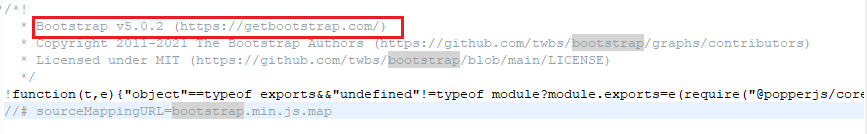 /*!
* Bootstrap v5.0.2 (https://getbootstrap.com/)
* Copyright 2011-2021 The Bootstrap Authors (https://github.com/twbs/bootstrap/graphs/contributors)
* Licensed under MIT (https://github.com/twbs/bootstrap/blob/main/LICENSE)
*/
!function(t,e){"object"==typeof exports&&"undefined"!=typeof module?module.exports=e(require("@popperjs/core
//# sourceMappingURL=bootstrap.min.js.map